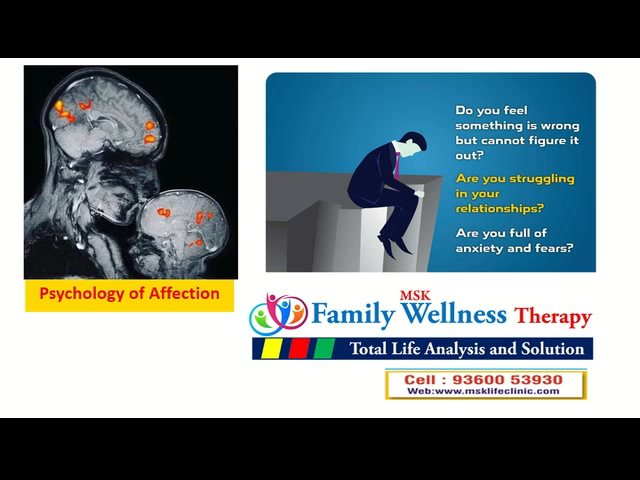 Psychology of Affection
Do you feel
something is wrong
but cannot figure it
out?
Are you struggling
in your
relationships?
Are you full of
anxiety and fears?
MSK
Family Wellness Therapy
Total Life Analysis and Solution
Cell : 93600 53930
Web:www.msklifeclinic.com